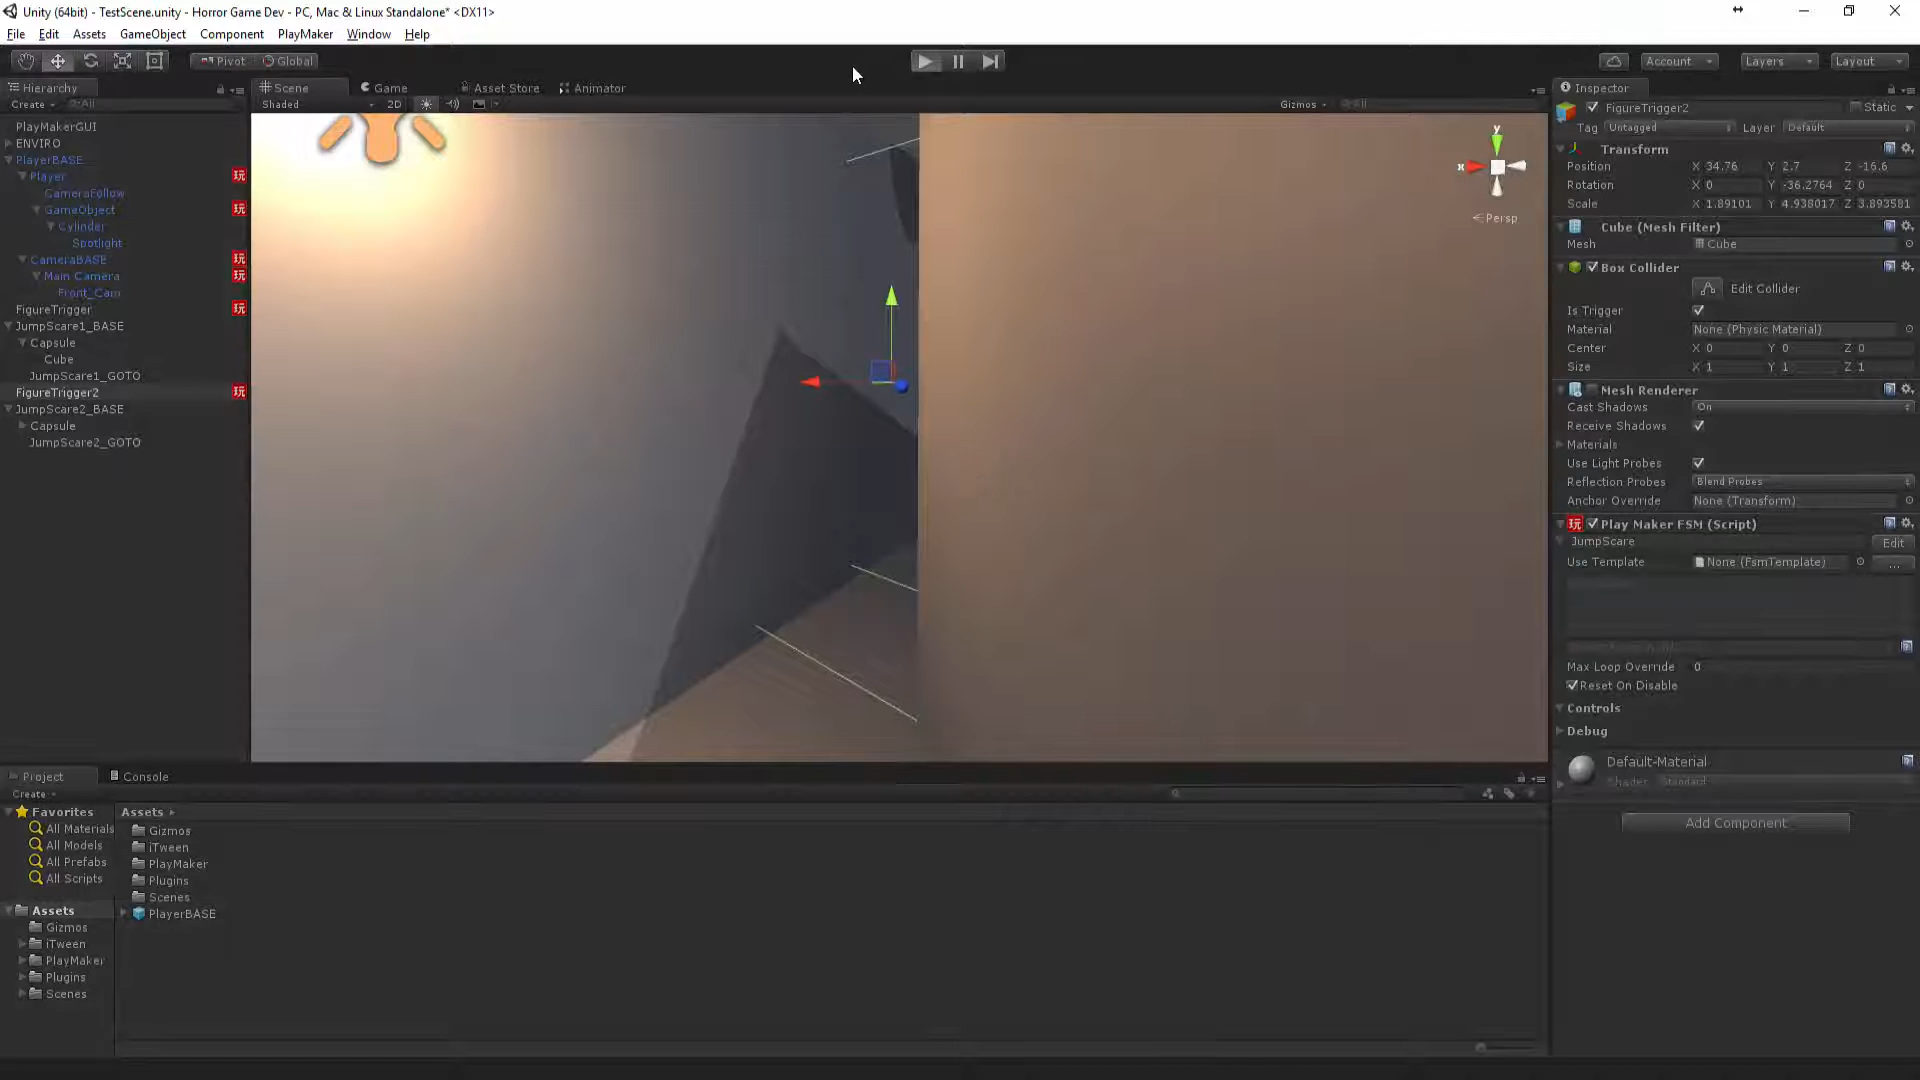 Unity (64bit) - TestScene.unity - Horror Game Dev - PC, Mac & Linux Standalone* <DX11>
File Edit Assets GameObject Component PlayMaker Window Help
Pivot Global
Account Layers Layout
Hierarchy
Create All
PlayMakerGUI
ENVIRO
PlayerBASE
Player 玩
CameraFollow
GameObject 玩
Cylinder
Spotlight
CameraBASE 玩
Main Camera 玩
Front_Cam
FigureTrigger 玩
JumpScare1_BASE
Capsule
Cube
JumpScare1_GOTO
FigureTrigger2 玩
JumpScare2_BASE
Capsule
JumpScare2_GOTO
Scene Game Asset Store Animator
Shaded 2D Gizmos All
y
x
Persp
Inspector
FigureTrigger2 Static
Tag Untagged Layer Default
Transform
Position X 34.76 Y 2.7 Z -16.6
Rotation X 0 Y -36.2764 Z 0
Scale X 1.89101 Y 4.938017 Z 3.893581
Cube (Mesh Filter)
Mesh Cube
Box Collider
Edit Collider
Is Trigger
Material None (Physic Material)
Center X 0 Y 0 Z 0
Size X 1 Y 1 Z 1
Mesh Renderer
Cast Shadows On
Receive Shadows
Materials
Use Light Probes
Reflection Probes Blend Probes
Anchor Override None (Transform)
玩 Play Maker FSM (Script)
JumpScare Edit
Use Template None (FsmTemplate) ...
Max Loop Override 0
Reset On Disable
Controls
Debug
Default-Material
Shader Standard
Add Component
Project Console
Create
Favorites
All Materials
All Models
All Prefabs
All Scripts
Assets
Gizmos
iTween
PlayMaker
Plugins
Scenes
Assets
Gizmos
iTween
PlayMaker
Plugins
Scenes
PlayerBASE